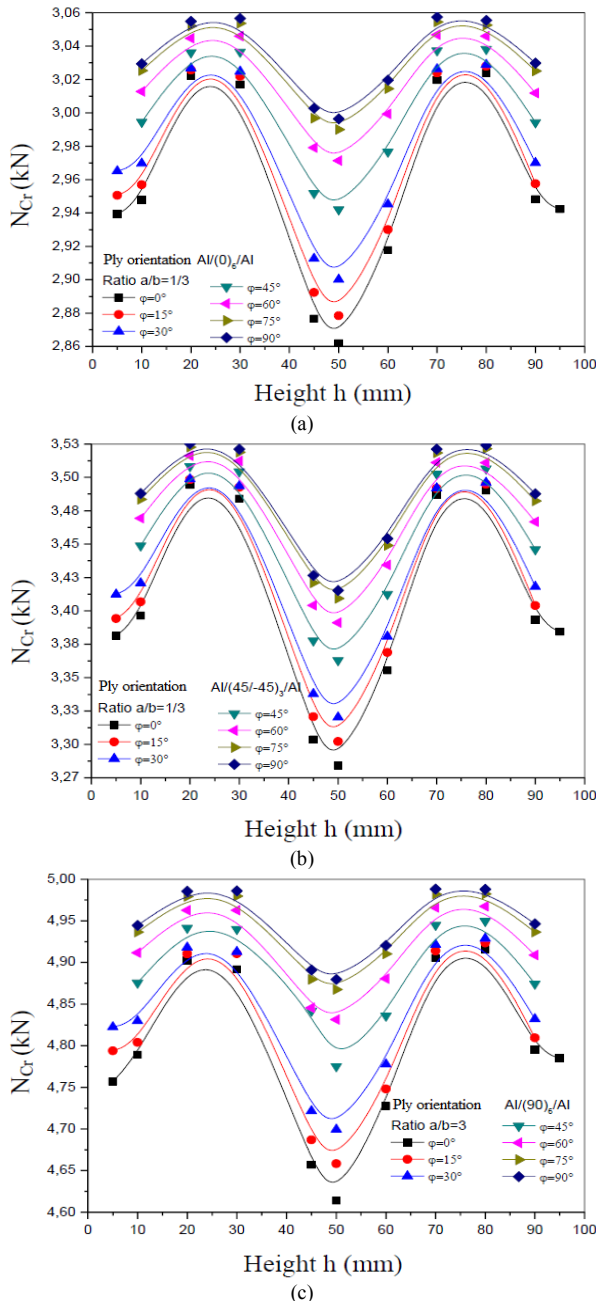 3,06
3,04
3,02
3,00
2,98
2,96
2,94
2,92
2,90
2,88
2,86
N_Cr (kN)
Ply orientation Al/(0)₆/Al
Ratio a/b=1/3
φ=0°
φ=15°
φ=30°
φ=45°
φ=60°
φ=75°
φ=90°
0 10 20 30 40 50 60 70 80 90 100
Height h (mm)
(a)
3,53
3,50
3,48
3,45
3,43
3,40
3,38
3,35
3,33
3,30
3,27
N_Cr (kN)
Ply orientation Al/(45/-45)₃/Al
Ratio a/b=1/3
φ=0°
φ=15°
φ=30°
φ=45°
φ=60°
φ=75°
φ=90°
0 10 20 30 40 50 60 70 80 90 100
Height h (mm)
(b)
5,00
4,95
4,90
4,85
4,80
4,75
4,70
4,65
4,60
N_Cr (kN)
Ply orientation Al/(90)₆/Al
Ratio a/b=3
φ=0°
φ=15°
φ=30°
φ=45°
φ=60°
φ=75°
φ=90°
0 10 20 30 40 50 60 70 80 90 100
Height h (mm)
(c)